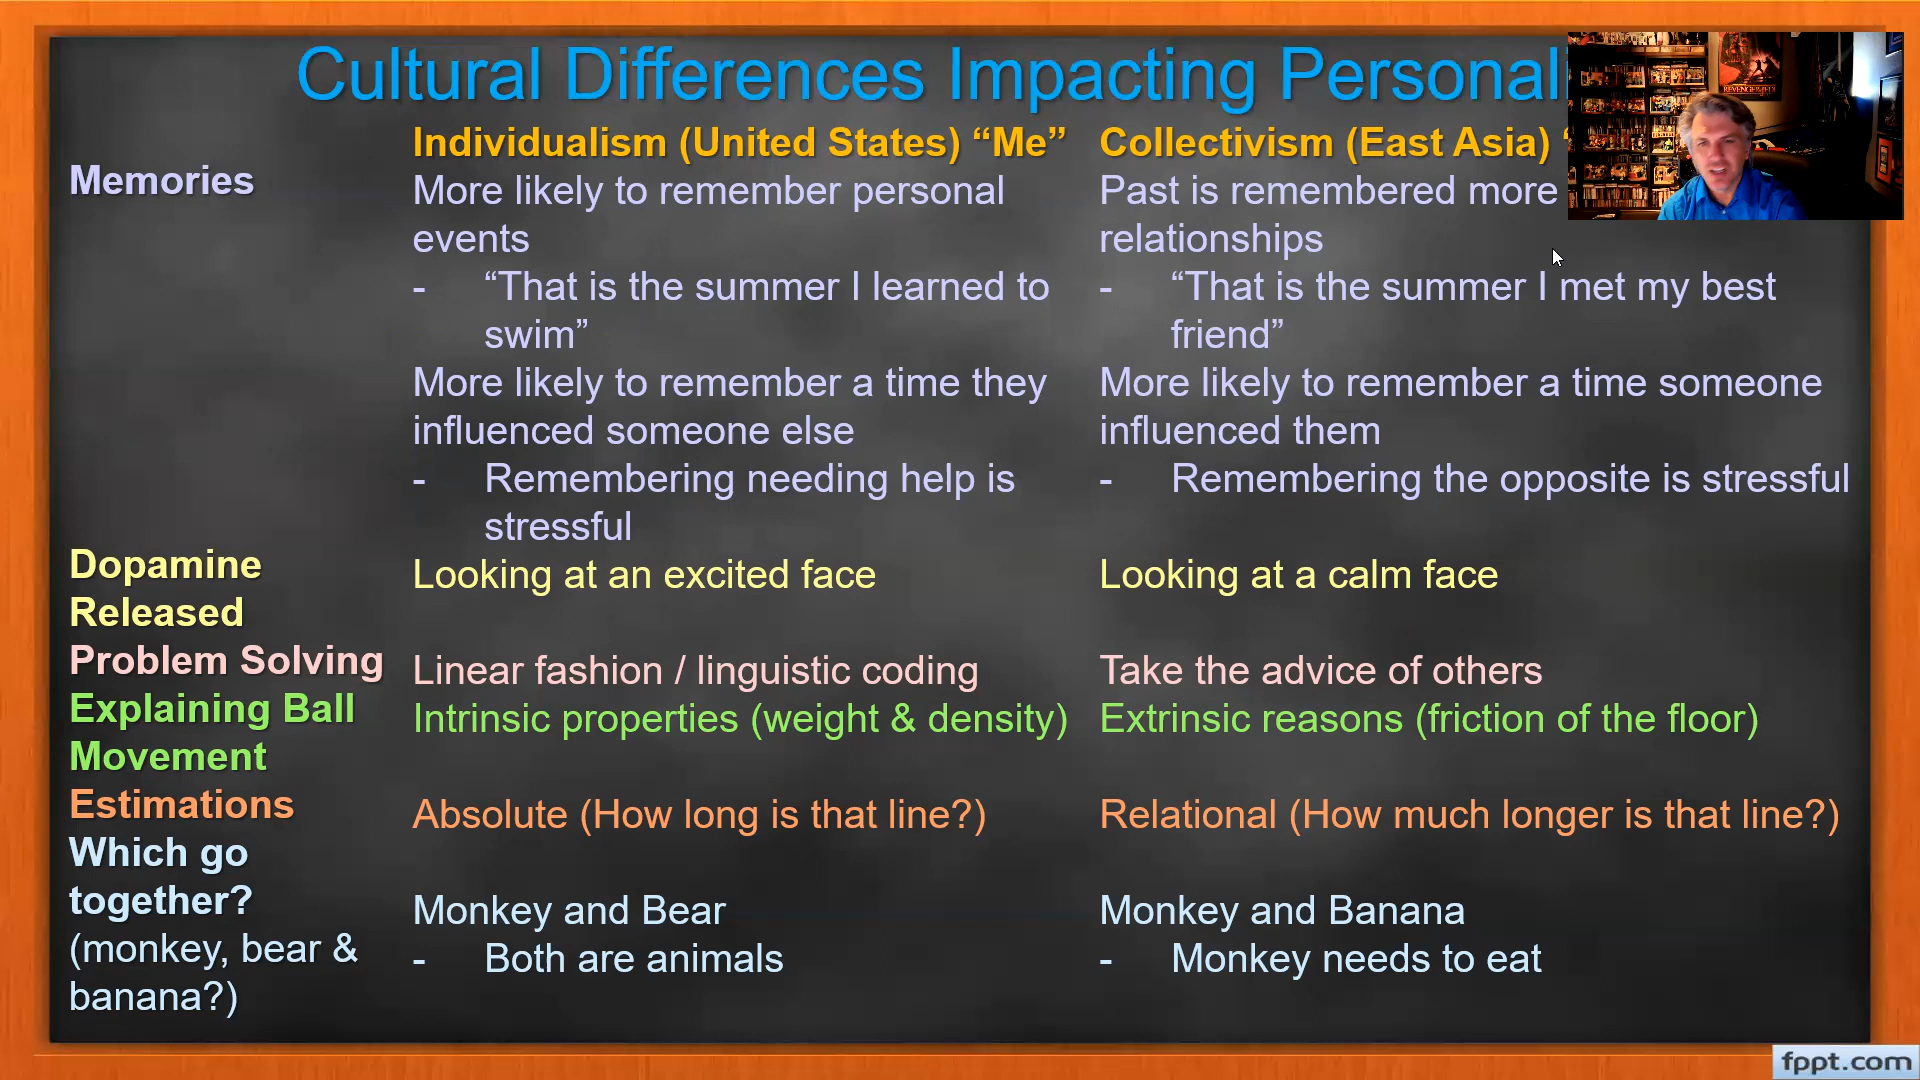 Cultural Differences Impacting
Individualism (United States) “Me”
Collectivism (East Asia)
Memories
More likely to remember personal
events
- “That is the summer I learned to
swim”
More likely to remember a time they
influenced someone else
- Remembering needing help is
stressful
Past is remembered more
relationships
- “That is the summer I met my best
friend”
More likely to remember a time someone
influenced them
- Remembering the opposite is stressful
Dopamine
Released
Looking at an excited face
Looking at a calm face
Problem Solving
Linear fashion / linguistic coding
Take the advice of others
Explaining Ball
Movement
Intrinsic properties (weight & density)
Extrinsic reasons (friction of the floor)
Estimations
Absolute (How long is that line?)
Relational (How much longer is that line?)
Which go
together?
(monkey, bear &
banana?)
Monkey and Bear
- Both are animals
Monkey and Banana
- Monkey needs to eat
fppt.com